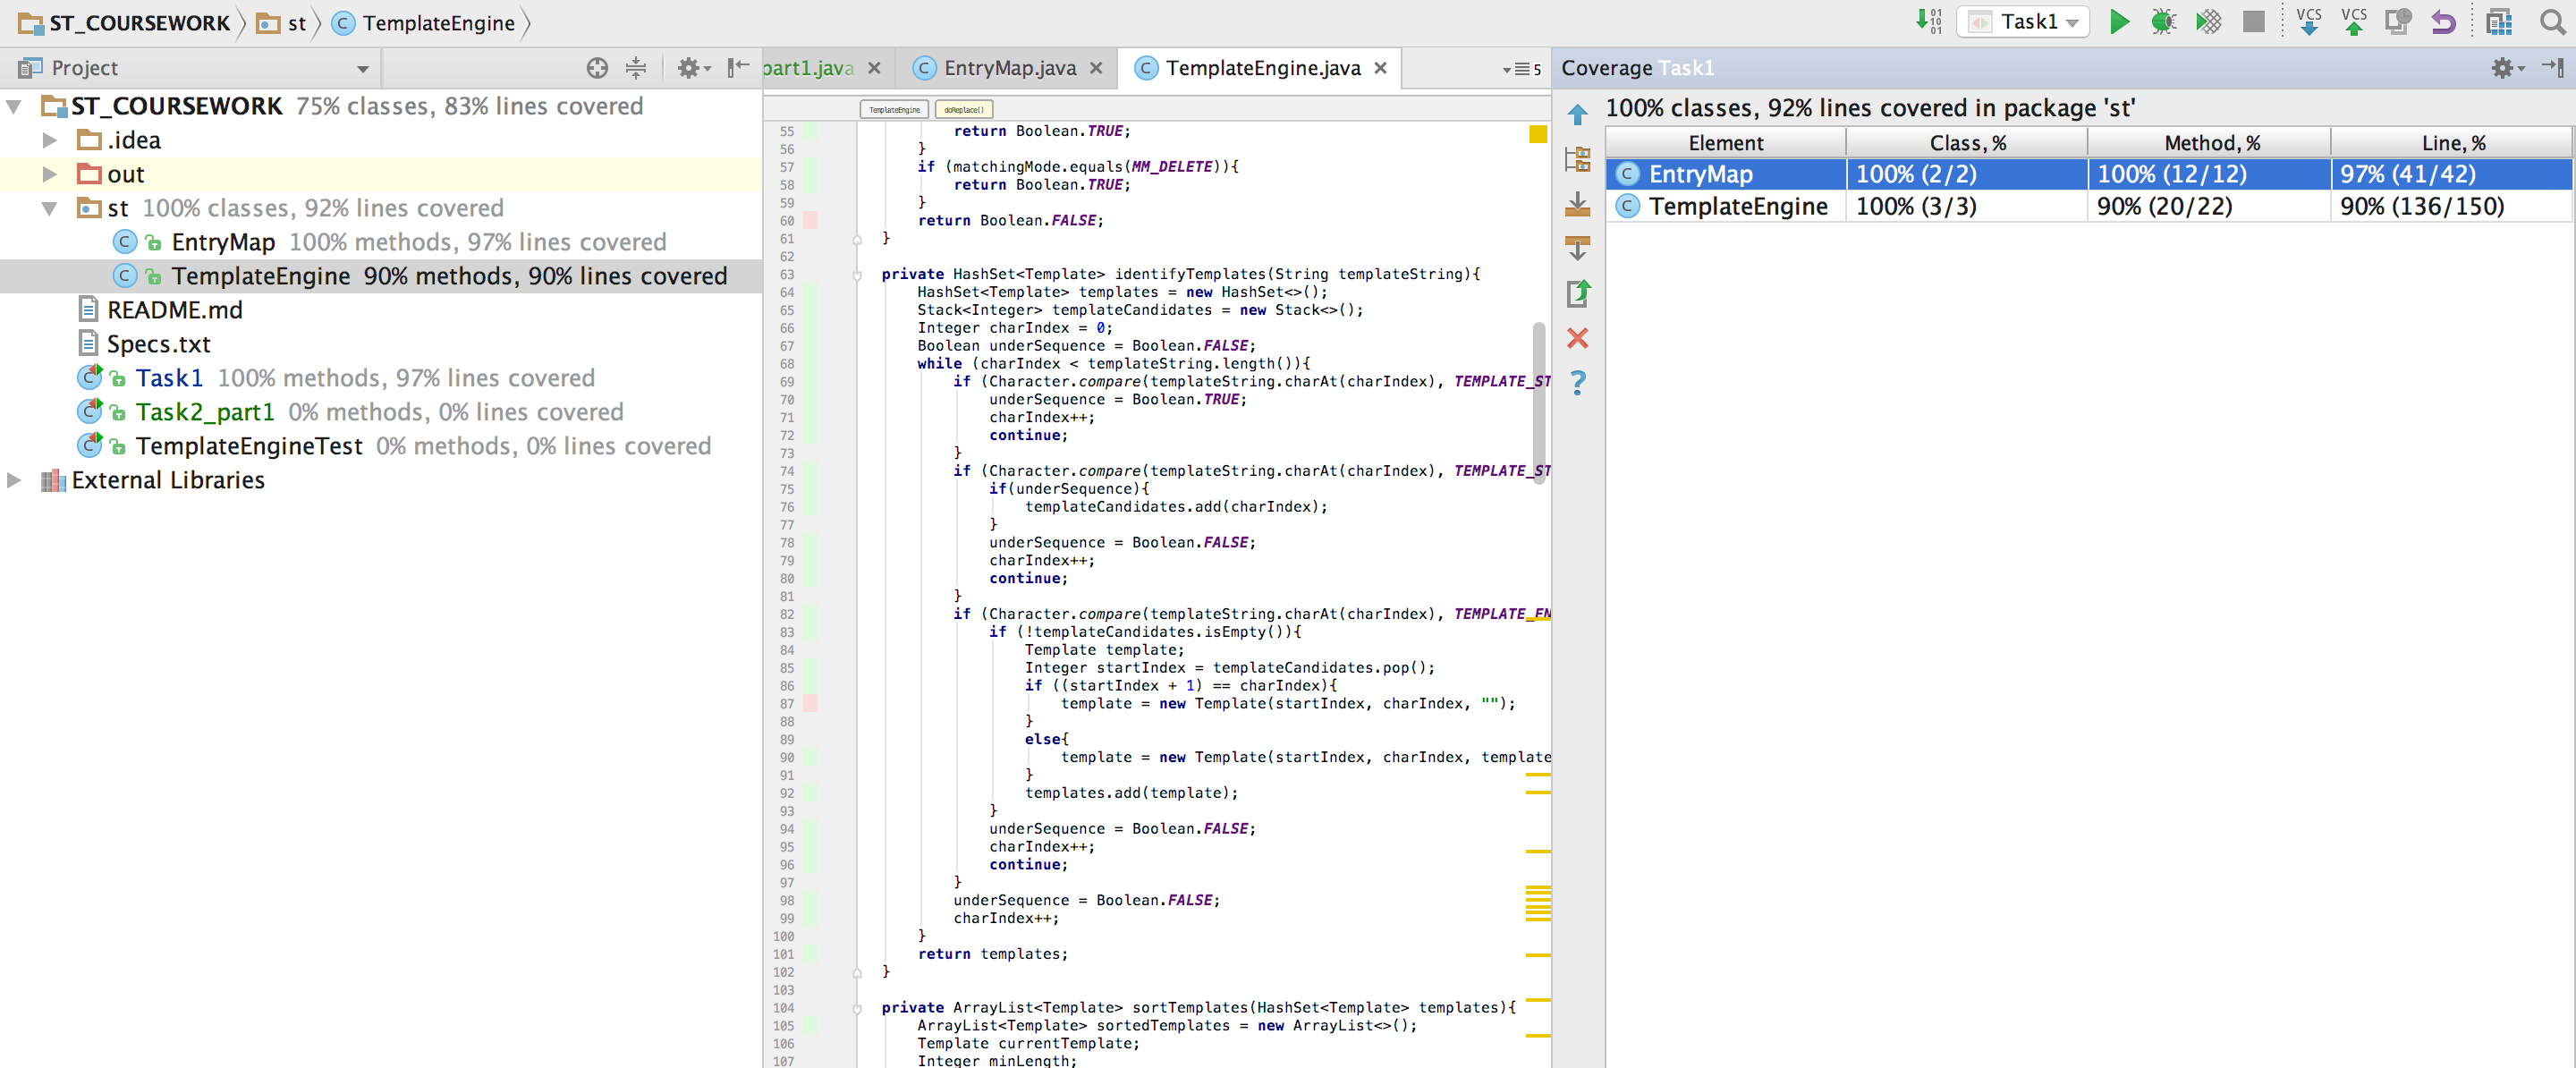 ST_COURSEWORK st TemplateEngine
Task1
VCS VCS
Project
part1.java EntryMap.java TemplateEngine.java 5
Coverage Task1
ST_COURSEWORK 75% classes, 83% lines covered
.idea
out
st 100% classes, 92% lines covered
EntryMap 100% methods, 97% lines covered
TemplateEngine 90% methods, 90% lines covered
README.md
Specs.txt
Task1 100% methods, 97% lines covered
Task2_part1 0% methods, 0% lines covered
TemplateEngineTest 0% methods, 0% lines covered
External Libraries
TemplateEngine doReplace()
55 return Boolean.TRUE;
56 }
57 if (matchingMode.equals(MM_DELETE)){
58 return Boolean.TRUE;
59 }
60 return Boolean.FALSE;
61 }
62
63 private HashSet<Template> identifyTemplates(String templateString){
64 HashSet<Template> templates = new HashSet<>();
65 Stack<Integer> templateCandidates = new Stack<>();
66 Integer charIndex = 0;
67 Boolean underSequence = Boolean.FALSE;
68 while (charIndex < templateString.length()){
69 if (Character.compare(templateString.charAt(charIndex), TEMPLATE_ST
70 underSequence = Boolean.TRUE;
71 charIndex++;
72 continue;
73 }
74 if (Character.compare(templateString.charAt(charIndex), TEMPLATE_ST
75 if(underSequence){
76 templateCandidates.add(charIndex);
77 }
78 underSequence = Boolean.FALSE;
79 charIndex++;
80 continue;
81 }
82 if (Character.compare(templateString.charAt(charIndex), TEMPLATE_EN
83 if (!templateCandidates.isEmpty()){
84 Template template;
85 Integer startIndex = templateCandidates.pop();
86 if ((startIndex + 1) == charIndex){
87 template = new Template(startIndex, charIndex, "");
88 }
89 else{
90 template = new Template(startIndex, charIndex, template
91 }
92 templates.add(template);
93 }
94 underSequence = Boolean.FALSE;
95 charIndex++;
96 continue;
97 }
98 underSequence = Boolean.FALSE;
99 charIndex++;
100 }
101 return templates;
102 }
103
104 private ArrayList<Template> sortTemplates(HashSet<Template> templates){
105 ArrayList<Template> sortedTemplates = new ArrayList<>();
106 Template currentTemplate;
107 Integer minLength;
100% classes, 92% lines covered in package 'st'
Element Class, % Method, % Line, %
EntryMap 100% (2/2) 100% (12/12) 97% (41/42)
TemplateEngine 100% (3/3) 90% (20/22) 90% (136/150)